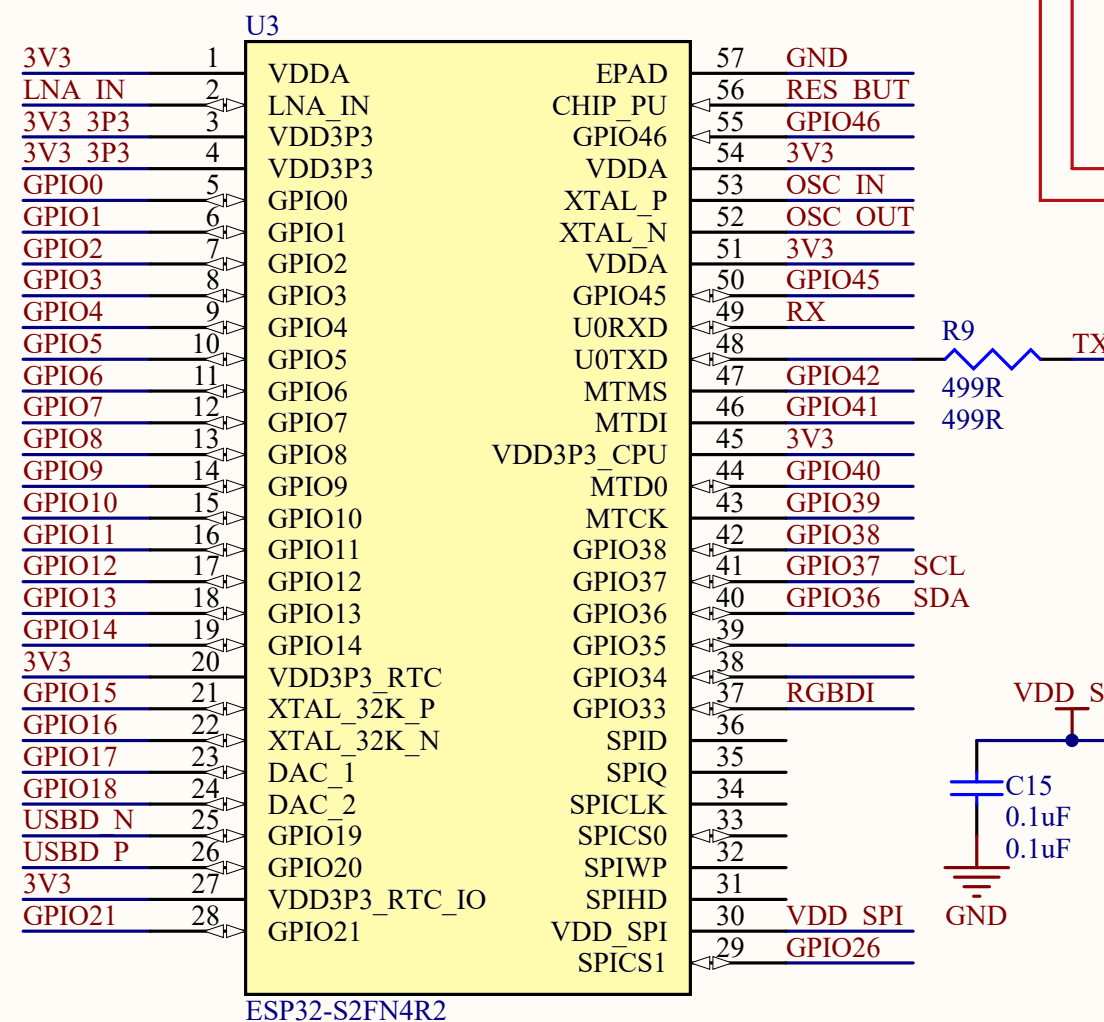 U3
3V3 1 VDDA EPAD 57 GND
LNA_IN 2 LNA_IN CHIP_PU 56 RES_BUT
3V3_3P3 3 VDD3P3 GPIO46 55 GPIO46
3V3_3P3 4 VDD3P3 VDDA 54 3V3
GPIO0 5 GPIO0 XTAL_P 53 OSC_IN
GPIO1 6 GPIO1 XTAL_N 52 OSC_OUT
GPIO2 7 GPIO2 VDDA 51 3V3
GPIO3 8 GPIO3 GPIO45 50 GPIO45
GPIO4 9 GPIO4 U0RXD 49 RX
GPIO5 10 GPIO5 U0TXD 48 R9 TX
GPIO6 11 GPIO6 MTMS 47 GPIO42 499R
GPIO7 12 GPIO7 MTDI 46 GPIO41 499R
GPIO8 13 GPIO8 VDD3P3_CPU 45 3V3
GPIO9 14 GPIO9 MTD0 44 GPIO40
GPIO10 15 GPIO10 MTCK 43 GPIO39
GPIO11 16 GPIO11 GPIO38 42 GPIO38
GPIO12 17 GPIO12 GPIO37 41 GPIO37 SCL
GPIO13 18 GPIO13 GPIO36 40 GPIO36 SDA
GPIO14 19 GPIO14 GPIO35 39
3V3 20 VDD3P3_RTC GPIO34 38
GPIO15 21 XTAL_32K_P GPIO33 37 RGBDI VDD_S
GPIO16 22 XTAL_32K_N SPID 36
GPIO17 23 DAC_1 SPIQ 35
GPIO18 24 DAC_2 SPICLK 34 C15
USBD_N 25 GPIO19 SPICS0 33 0.1uF
USBD_P 26 GPIO20 SPIWP 32 0.1uF
3V3 27 VDD3P3_RTC_IO SPIHD 31
GPIO21 28 GPIO21 VDD_SPI 30 VDD_SPI GND
SPICS1 29 GPIO26
ESP32-S2FN4R2